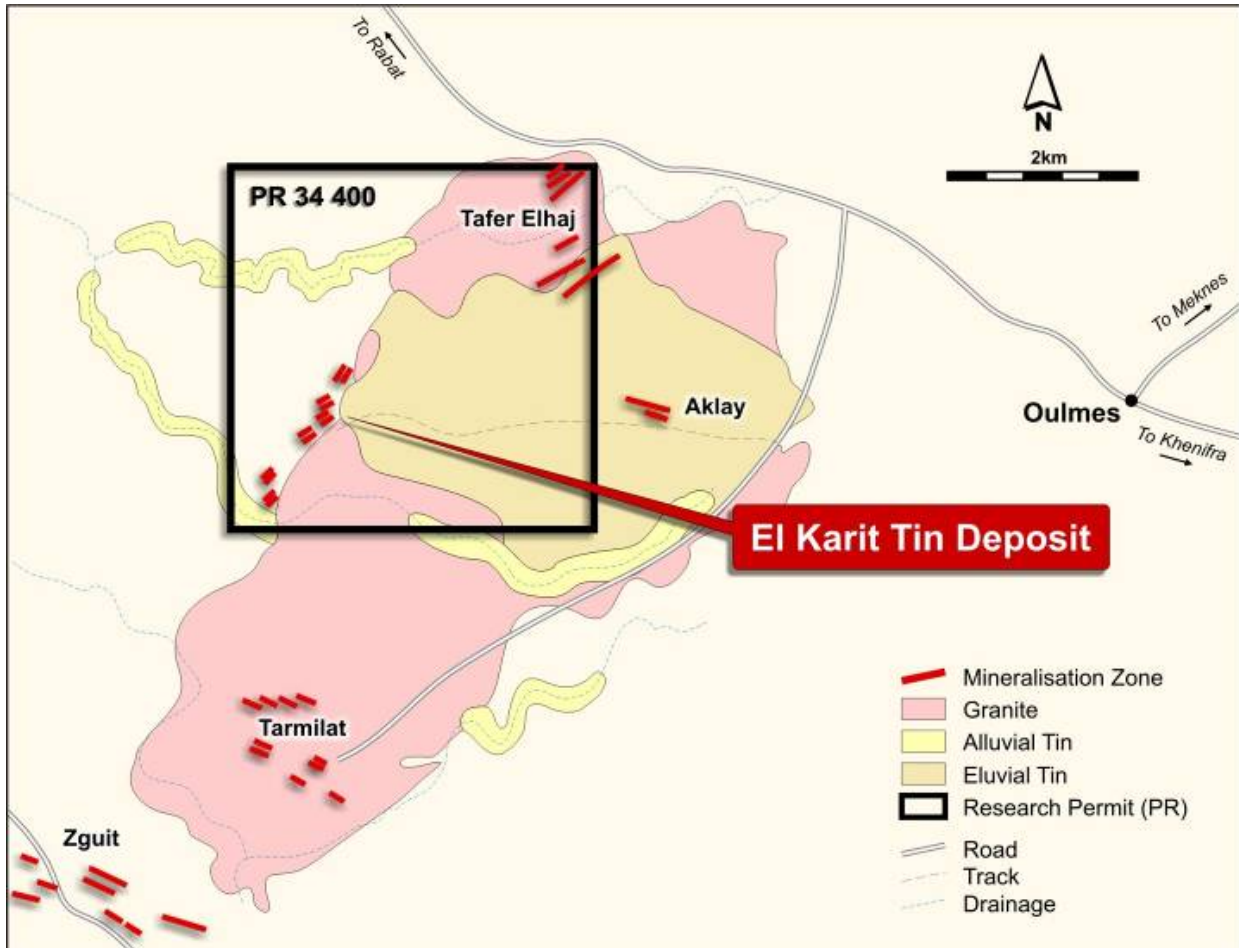 To Rabat
N
2km
PR 34 400
Tafer Elhaj
To Meknes
Aklay
Oulmes
To Khenifra
El Karit Tin Deposit
Mineralisation Zone
Granite
Alluvial Tin
Eluvial Tin
Research Permit (PR)
Road
Track
Drainage
Tarmilat
Zguit